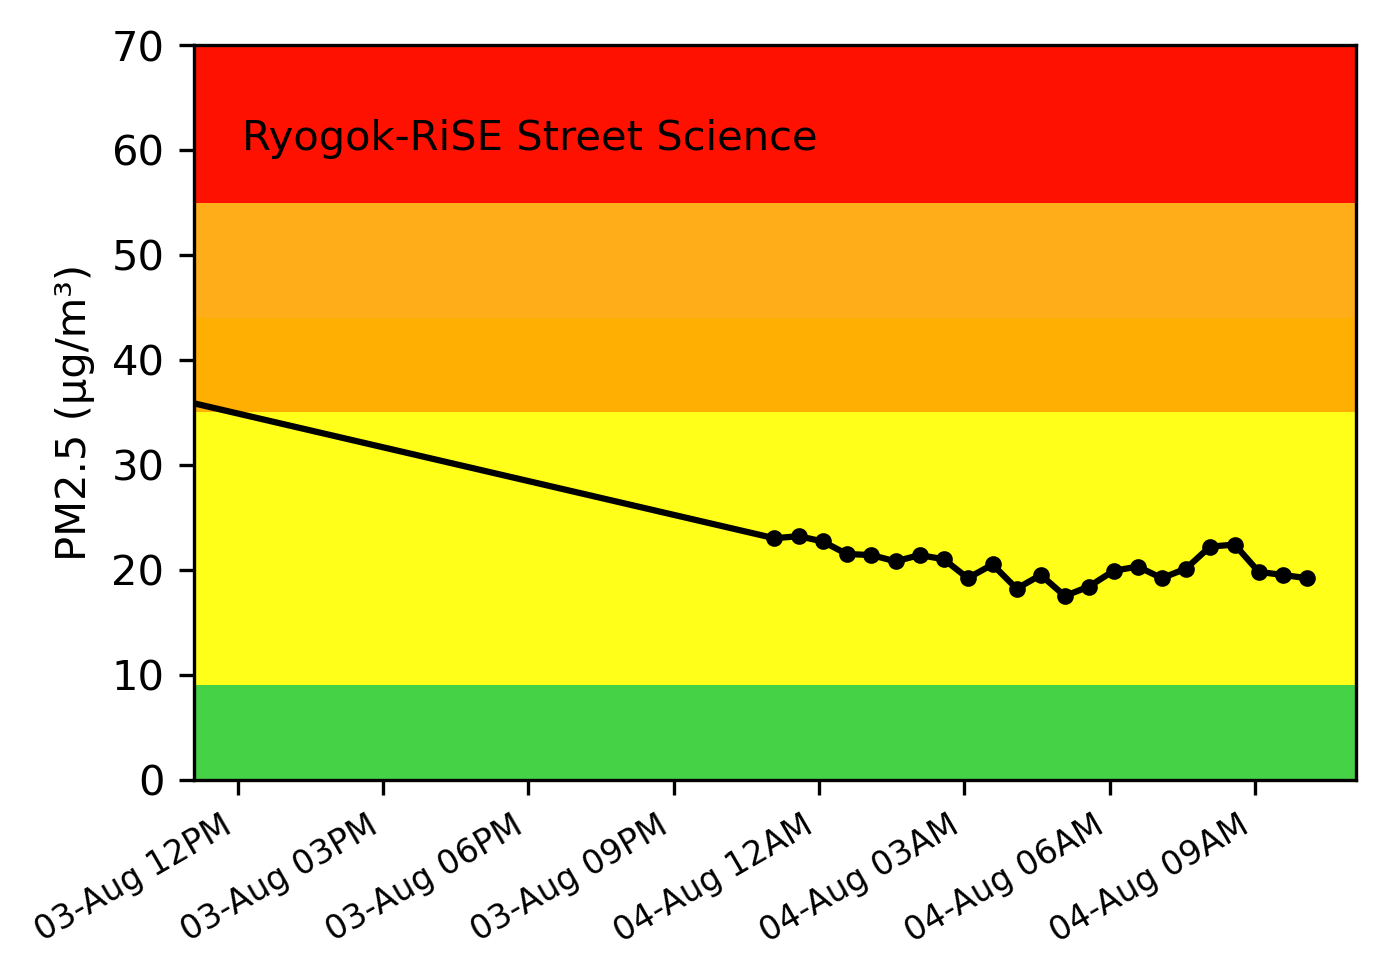 70
Ryogok-RiSE Street Science
60
50
40
30
20
10
0
PM2.5 (µg/m³)
03-Aug 12PM
03-Aug 03PM
03-Aug 06PM
03-Aug 09PM
04-Aug 12AM
04-Aug 03AM
04-Aug 06AM
04-Aug 09AM